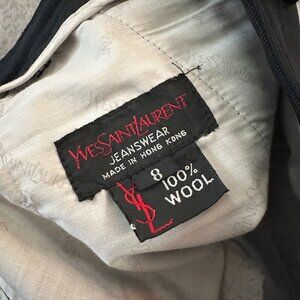 YVESSAINTLAURENT
JEANSWEAR
MADE IN HONG KONG
8
100%
WOOL
YSL